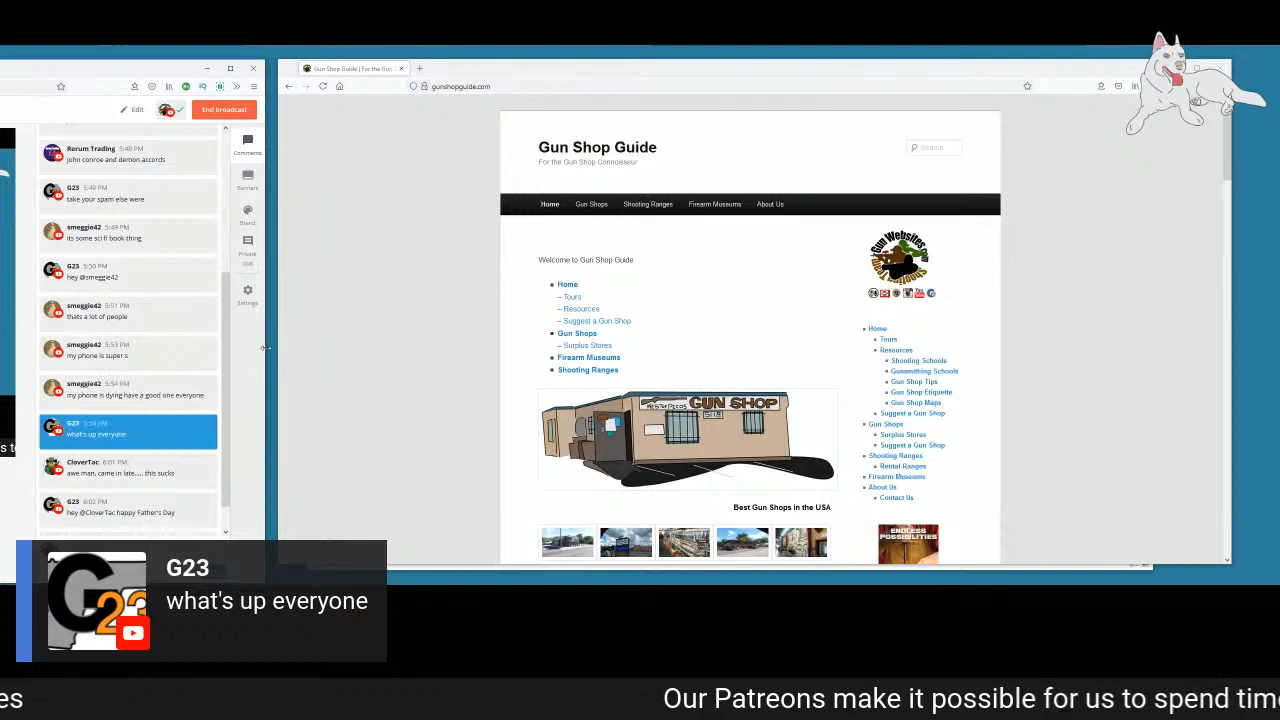 Edit
End broadcast
Rerum Trading 5:48 PM
john conroe and demon accords
G23 5:49 PM
take your spam else were
smeggie42 5:49 PM
its some sci fi book thing
G23 5:50 PM
hey @smeggie42
smeggie42 5:51 PM
thats a lot of people
smeggie42 5:53 PM
my phone is super s
smeggie42 5:54 PM
my phone is dying have a good one everyone
G23
what's up everyone
CloverTac 6:01 PM
awe man, came in late..... this sucks
G23 6:02 PM
hey @CloverTac happy Father's Day
Comments
Banners
Brand
Private chat
Settings
Gun Shop Guide | For the Gun
gunshopguide.com
Gun Shop Guide
For the Gun Shop Connoisseur
Search
Home Gun Shops Shooting Ranges Firearm Museums About Us
Welcome to Gun Shop Guide
Home
– Tours
– Resources
– Suggest a Gun Shop
Gun Shops
– Surplus Stores
Firearm Museums
Shooting Ranges
GUN SHOP
Best Gun Shops in the USA
Gun Websites.com
Home
Tours
Resources
Shooting Schools
Gunsmithing Schools
Gun Shop Tips
Gun Shop Etiquette
Gun Shop Maps
Suggest a Gun Shop
Gun Shops
Surplus Stores
Suggest a Gun Shop
Shooting Ranges
Rental Ranges
Firearm Museums
About Us
Contact Us
ENDLESS
POSSIBILITIES
G23
what's up everyone
es
Our Patreons make it possible for us to spend tim